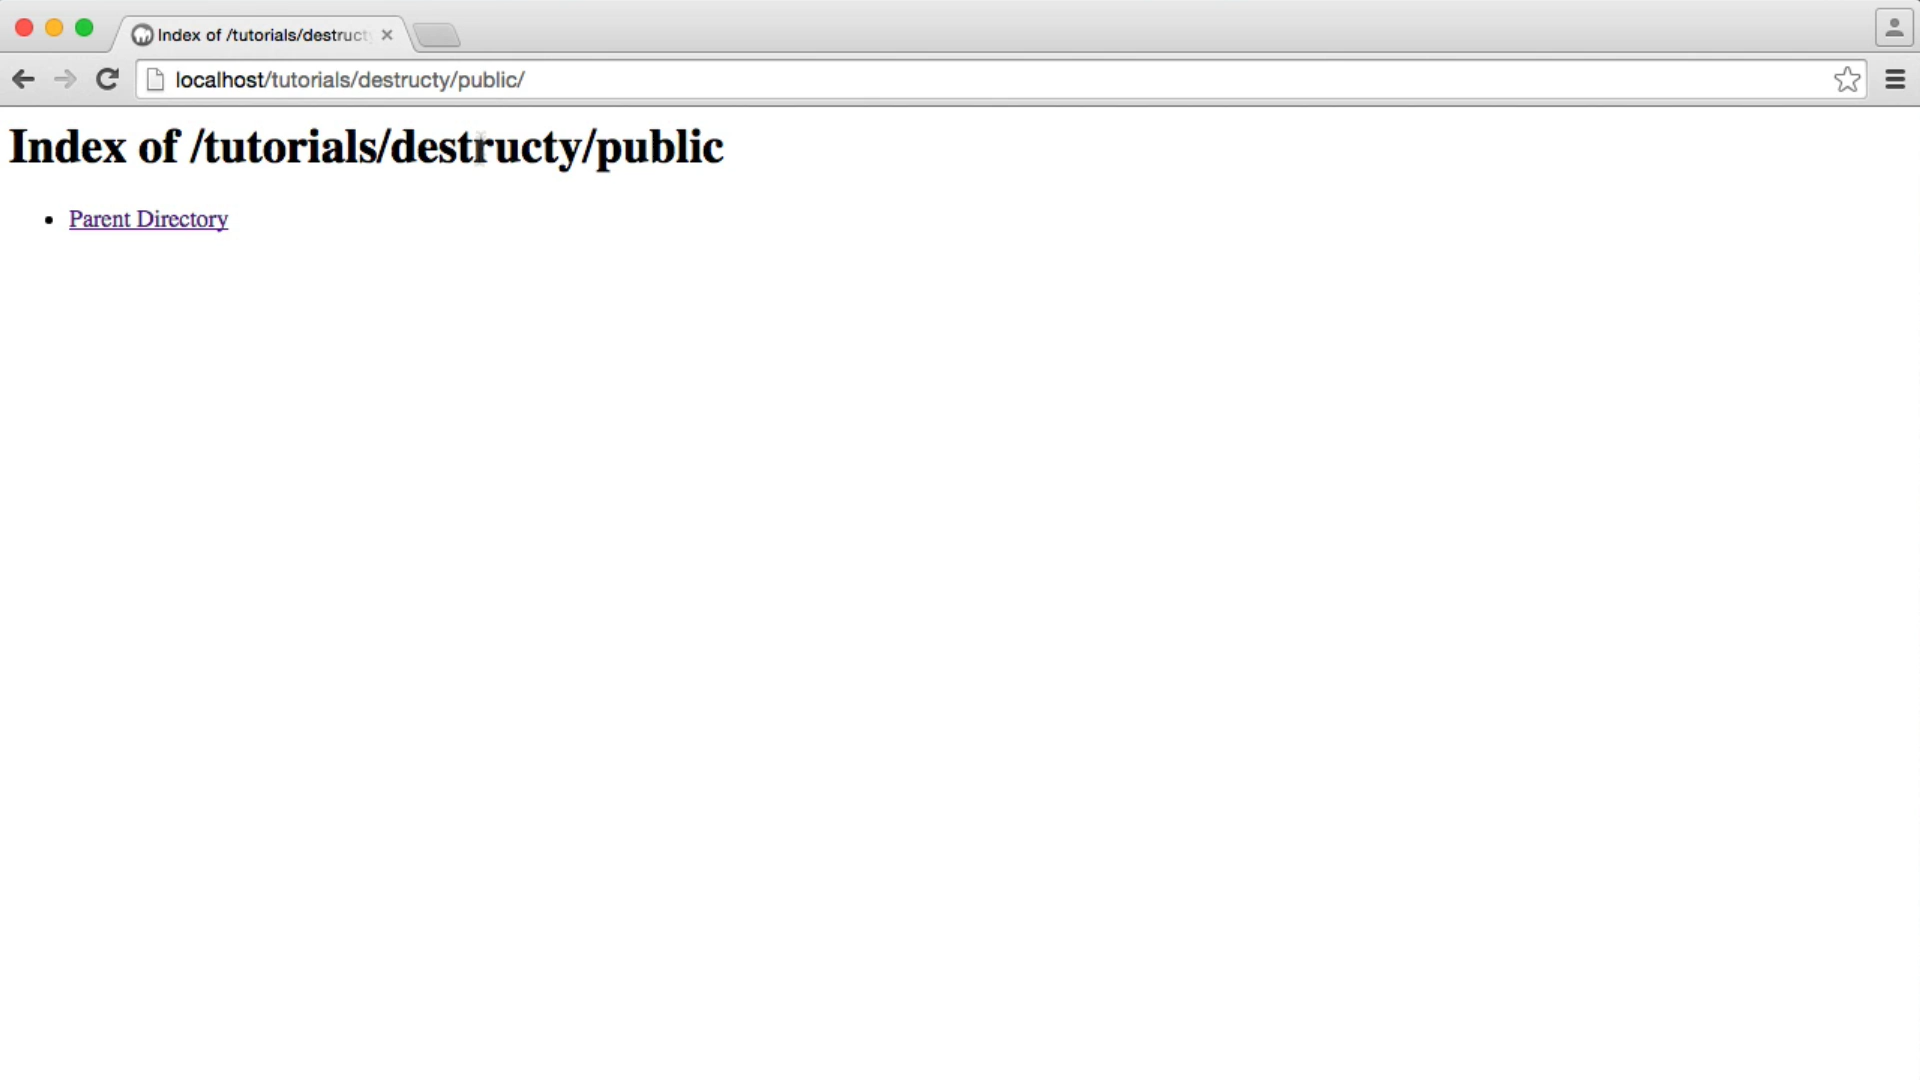 Index of /tutorials/destruct
localhost/tutorials/destructy/public/
Index of /tutorials/destructy/public
Parent Directory